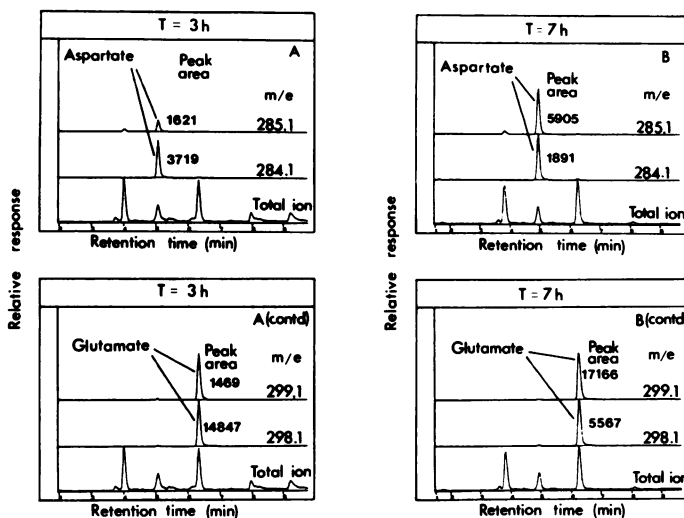 T = 3h
Aspartate
Peak
area
A
m/e
1621
285.1
3719
284.1
Total ion
Retention time (min)
T = 7h
Aspartate
Peak
area
B
m/e
5905
285.1
1891
284.1
Total ion
Retention time (min)
Relative response
T = 3h
Glutamate
Peak
area
A(contd)
m/e
1469
299,1
14847
298.1
Total ion
Retention time (min)
Relative response
T = 7h
Glutamate
Peak
area
B(contd)
m/e
17166
299.1
5567
298.1
Total ion
Retention time (min)